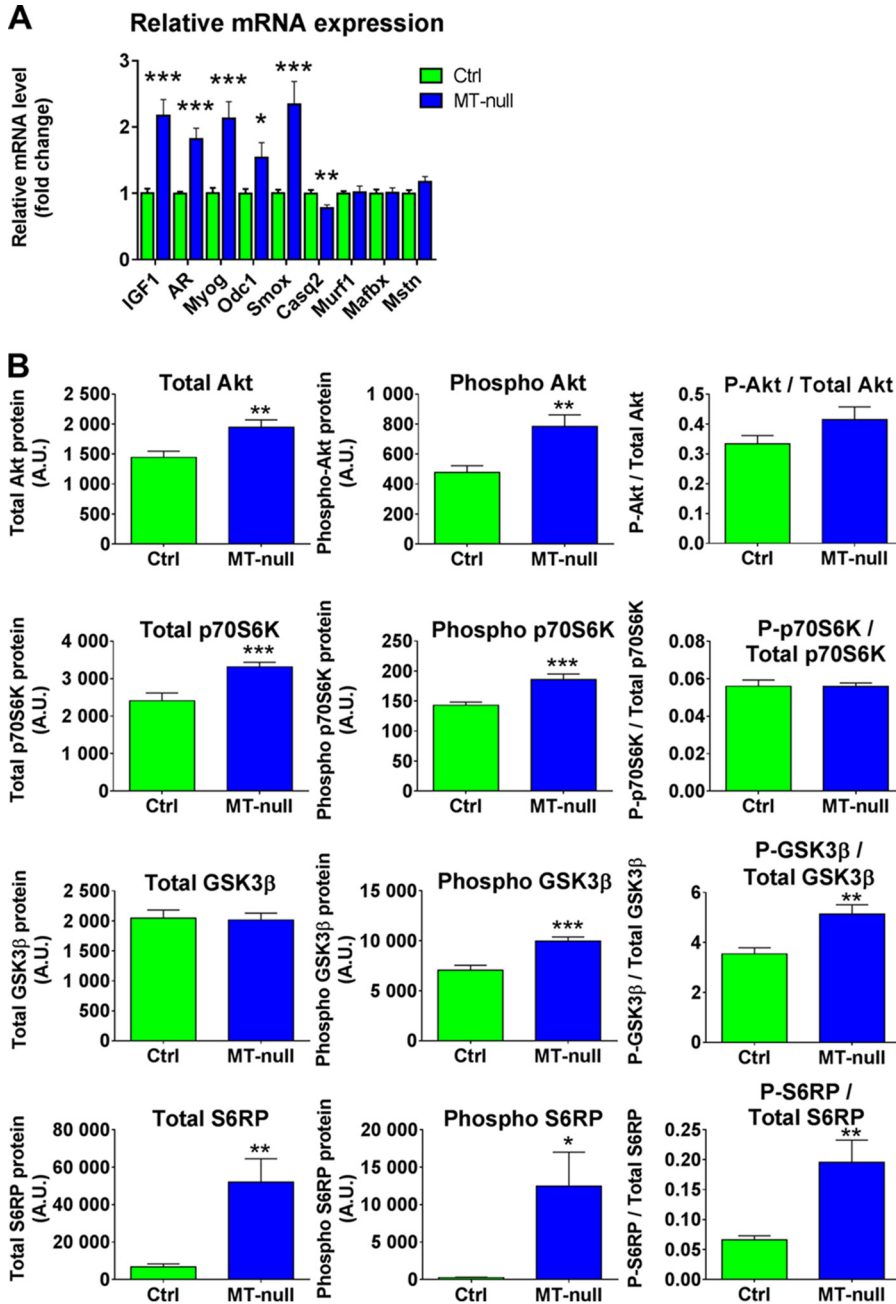 A
Relative mRNA expression
Relative mRNA level
(fold change)
3
2
1
0
***
***
***
*
***
**
Ctrl
MT-null
IGF1
AR
Myog
Odc1
Smox
Casq2
Murf1
Mafbx
Mstn
B
Total Akt
Total Akt protein
(A.U.)
2 500
2 000
1 500
1 000
500
0
**
Ctrl
MT-null
Phospho Akt
Phospho-Akt protein
(A.U.)
1 000
800
600
400
200
0
**
Ctrl
MT-null
P-Akt / Total Akt
P-Akt / Total Akt
0.5
0.4
0.3
0.2
0.1
0.0
Ctrl
MT-null
Total p70S6K
Total p70S6K protein
(A.U.)
4 000
3 000
2 000
1 000
0
***
Ctrl
MT-null
Phospho p70S6K
Phospho p70S6K protein
(A.U.)
250
200
150
100
50
0
***
Ctrl
MT-null
P-p70S6K /
Total p70S6K
P-p70S6K / Total p70S6K
0.08
0.06
0.04
0.02
0.00
Ctrl
MT-null
Total GSK3β
Total GSK3β protein
(A.U.)
2 500
2 000
1 500
1 000
500
0
Ctrl
MT-null
Phospho GSK3β
Phospho GSK3β protein
(A.U.)
15 000
10 000
5 000
0
***
Ctrl
MT-null
P-GSK3β /
Total GSK3β
P-GSK3β / Total GSK3β
6
4
2
0
**
Ctrl
MT-null
Total S6RP
Total S6RP protein
(A.U.)
80 000
60 000
40 000
20 000
0
**
Ctrl
MT-null
Phospho S6RP
Phospho S6RP protein
(A.U.)
20 000
15 000
10 000
5 000
0
*
Ctrl
MT-null
P-S6RP /
Total S6RP
P-S6RP / Total S6RP
0.25
0.20
0.15
0.10
0.05
0.00
**
Ctrl
MT-null